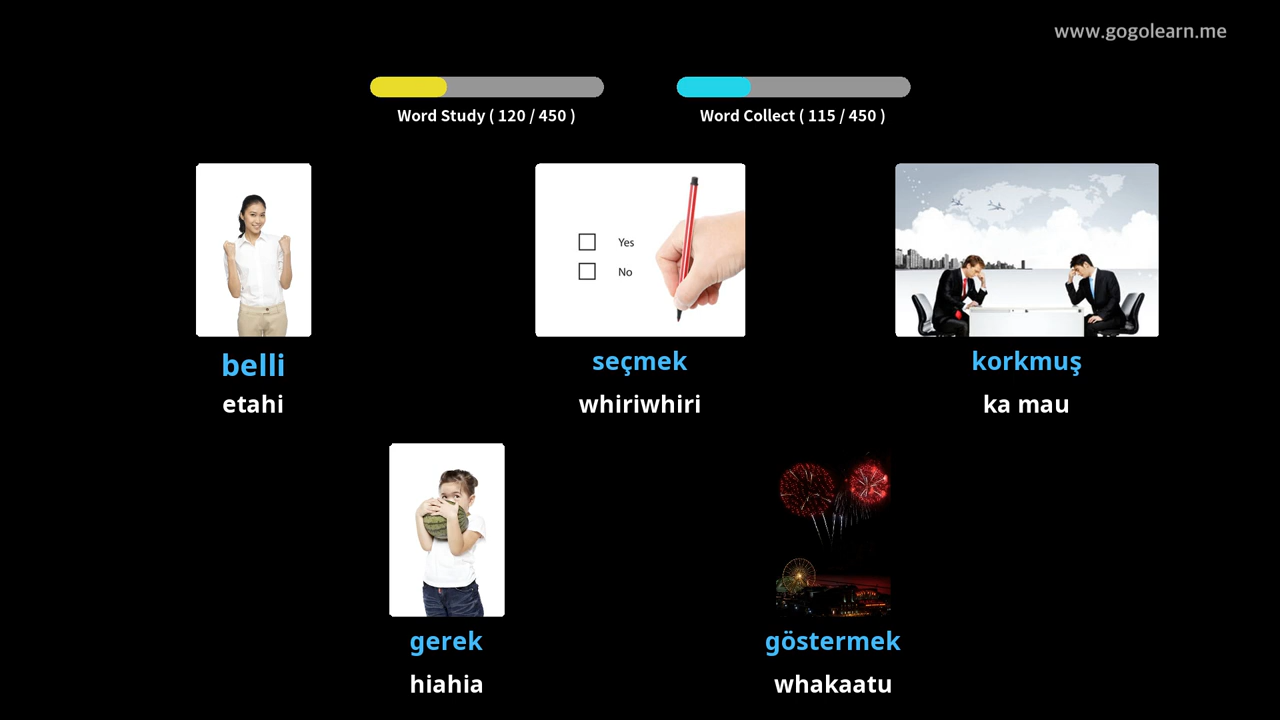 www.gogolearn.me
Word Study ( 120 / 450 )
Word Collect ( 115 / 450 )
Yes
No
belli
seçmek
korkmuş
etahi
whiriwhiri
ka mau
gerek
göstermek
hiahia
whakaatu